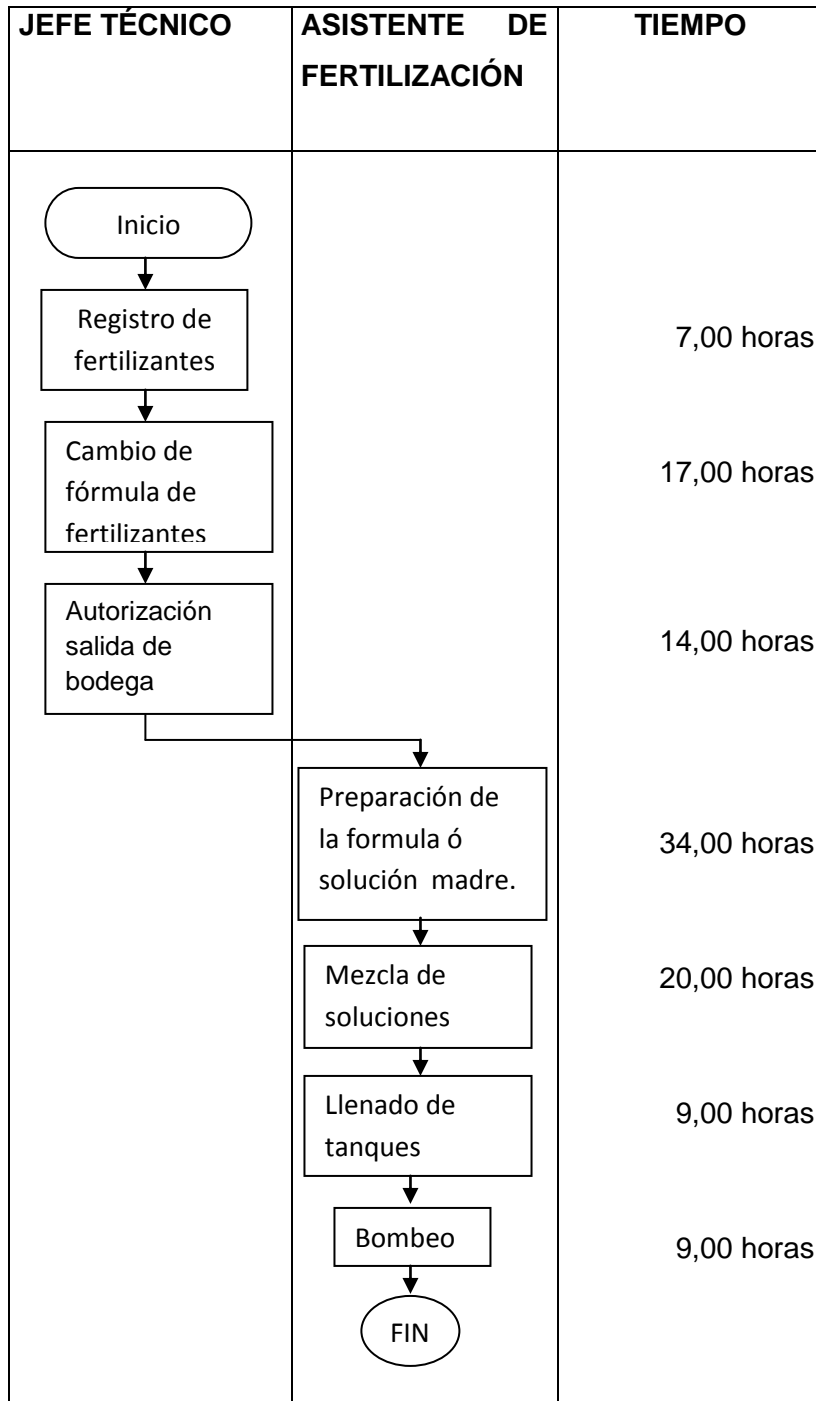 JEFE TÉCNICO
ASISTENTE DE
FERTILIZACIÓN
TIEMPO
Inicio
Registro de
fertilizantes
7,00 horas
Cambio de
fórmula de
fertilizantes
17,00 horas
Autorización
salida de
bodega
14,00 horas
Preparación de
la formula ó
solución madre.
34,00 horas
Mezcla de
soluciones
20,00 horas
Llenado de
tanques
9,00 horas
Bombeo
9,00 horas
FIN